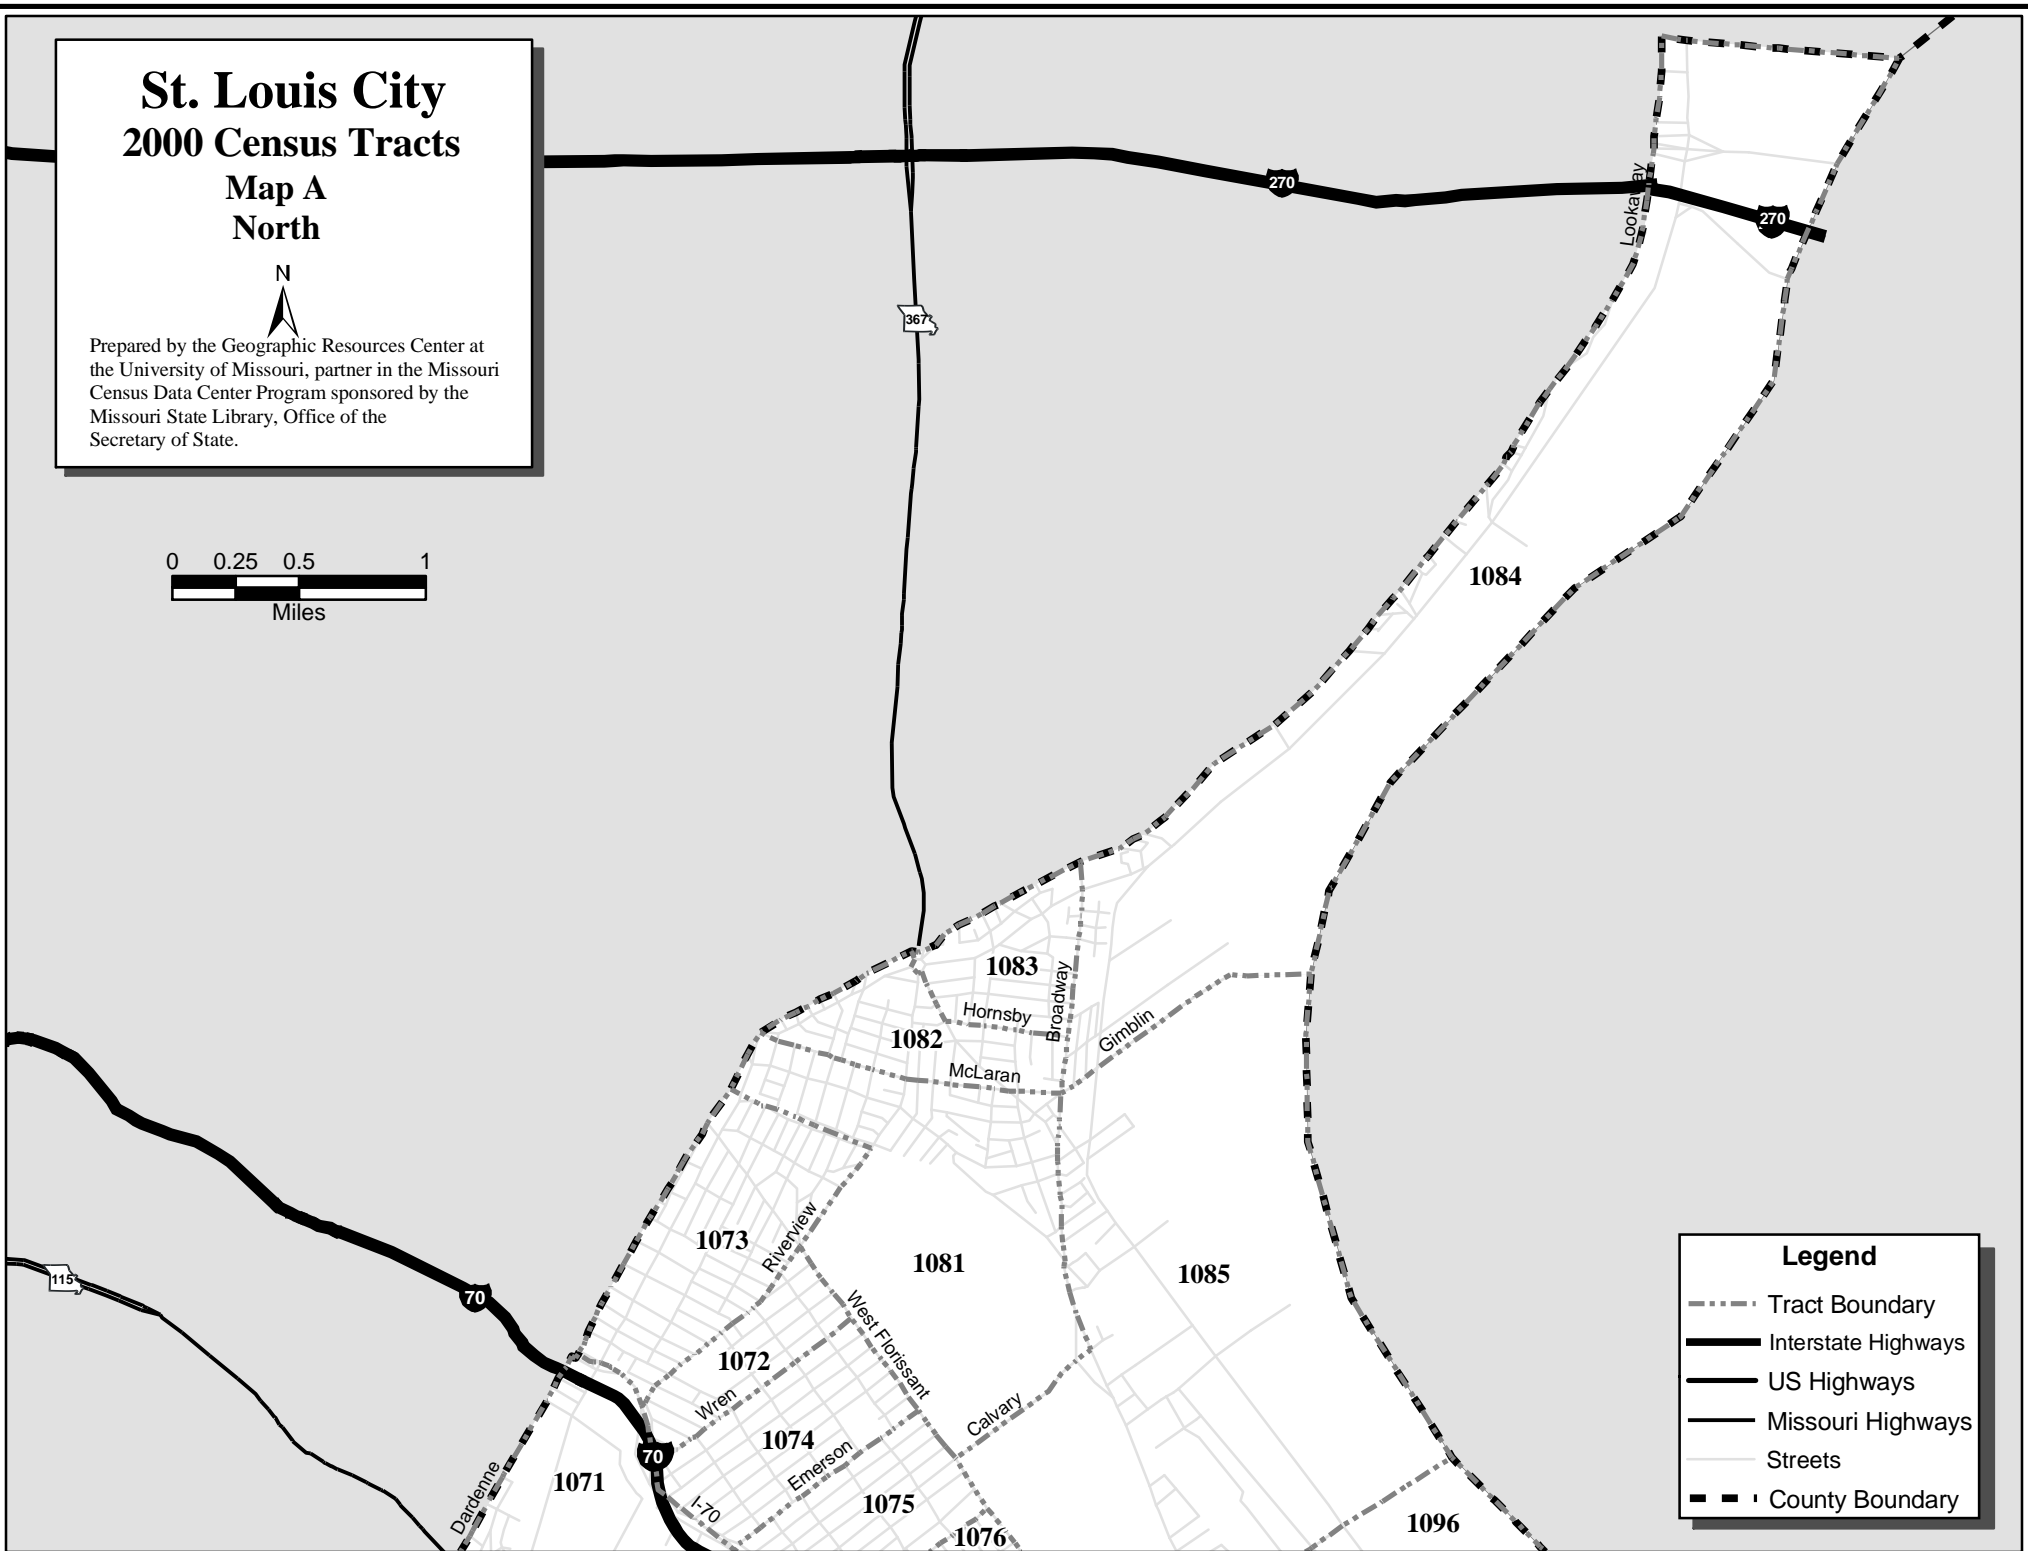 St. Louis City
2000 Census Tracts
Map A
North
N
Prepared by the Geographic Resources Center at
the University of Missouri, partner in the Missouri
Census Data Center Program sponsored by the
Missouri State Library, Office of the
Secretary of State.
0 0.25 0.5 1
Miles
270
270
Lookaway
367
1084
1083
Broadway
Hornsby
Gimblin
1082
McLaran
1073
Riverview
1081
1085
115
70
West Florissant
1072
Wren
Calvary
1074
Emerson
70
1071
Dardenne
I-70
1075
1076
1096
Legend
Tract Boundary
Interstate Highways
US Highways
Missouri Highways
Streets
County Boundary